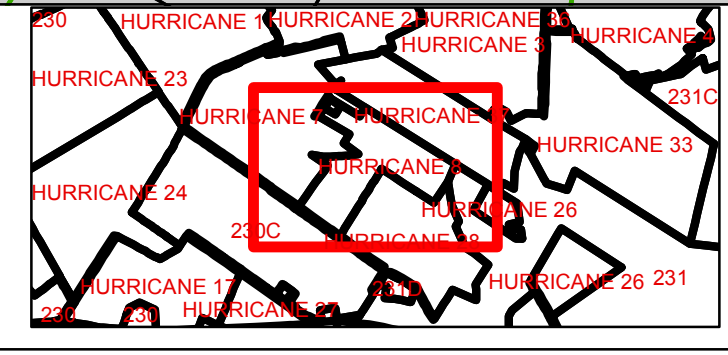 230
HURRICANE 1
HURRICANE 2
HURRICANE 36
HURRICANE 3
HURRICANE 4
HURRICANE 23
231C
HURRICANE 7
HURRICANE 37
HURRICANE 33
HURRICANE 8
HURRICANE 24
HURRICANE 26
230C
HURRICANE 28
HURRICANE 17
231D
HURRICANE 26
231
230
230
HURRICANE 27